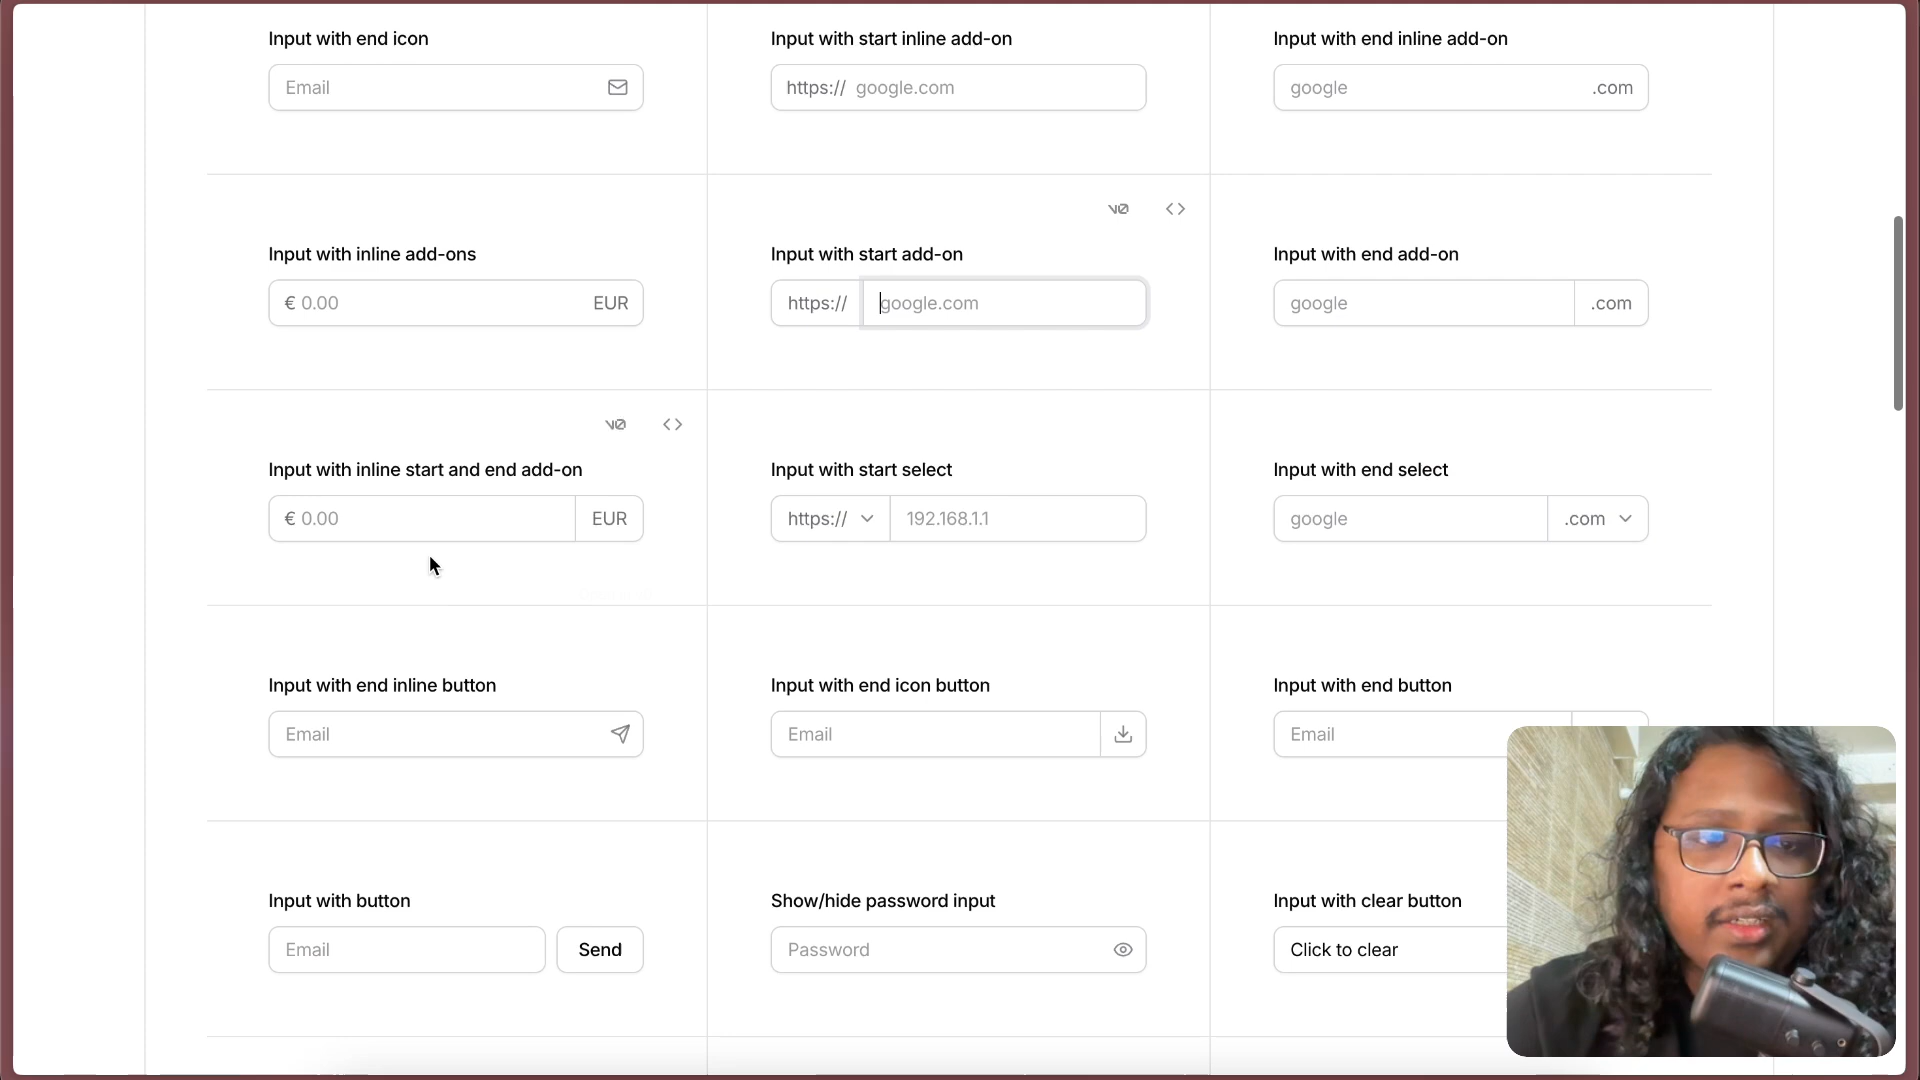 Input with end icon
Input with start inline add-on
Input with end inline add-on
Email
https:// google.com
google .com
v0
Input with inline add-ons
Input with start add-on
Input with end add-on
€ 0.00 EUR
https:// google.com
google .com
v0
Input with inline start and end add-on
Input with start select
Input with end select
€ 0.00 EUR
https:// 192.168.1.1
google .com
Input with end inline button
Input with end icon button
Input with end button
Email
Email
Email
Input with button
Show/hide password input
Input with clear button
Email Send
Password
Click to clear